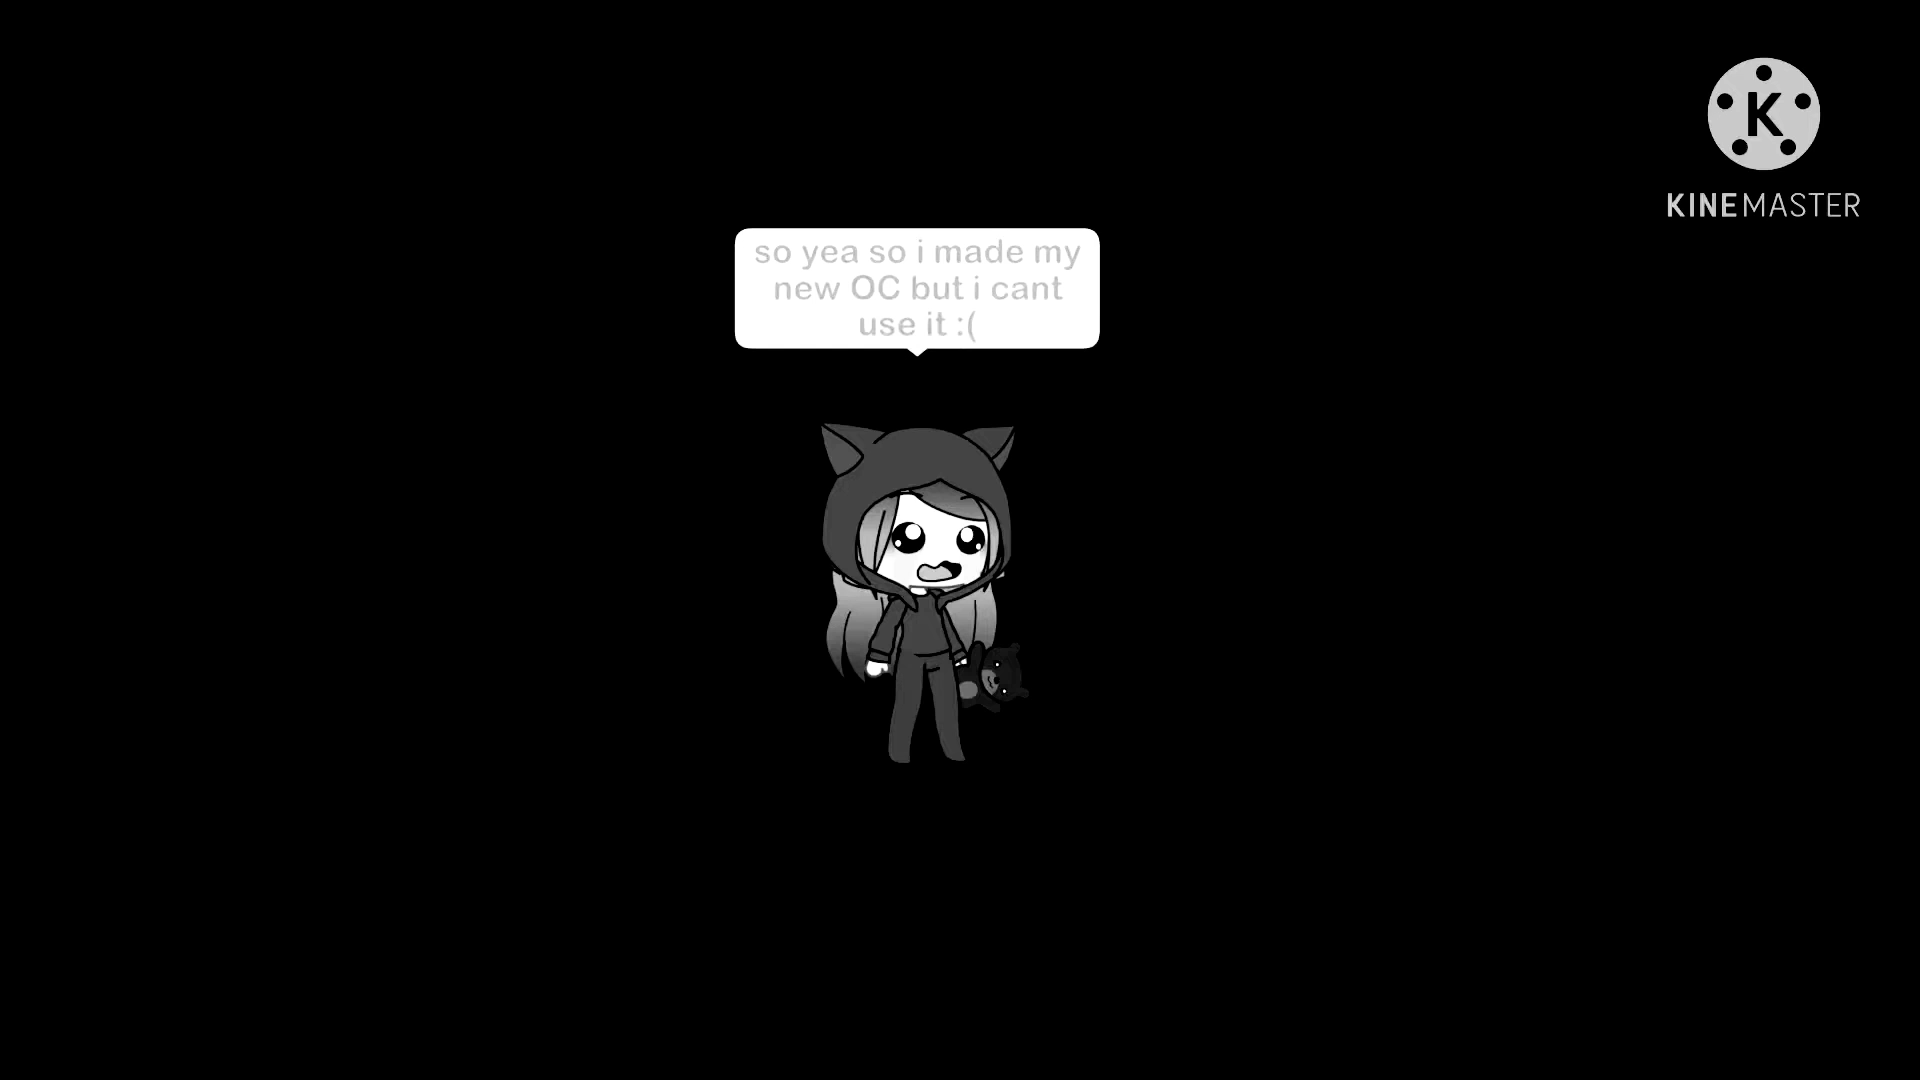 K
KINEMASTER
so yea so i made my
new OC but i cant
use it :(